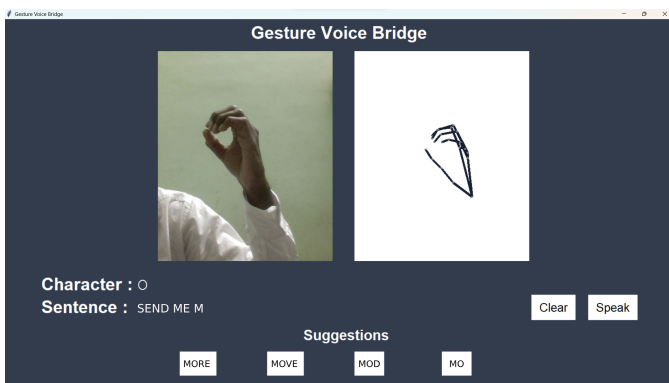 Gesture Voice Bridge
Gesture Voice Bridge
Character : O
Sentence : SEND ME M
Clear Speak
Suggestions
MORE MOVE MOD MO